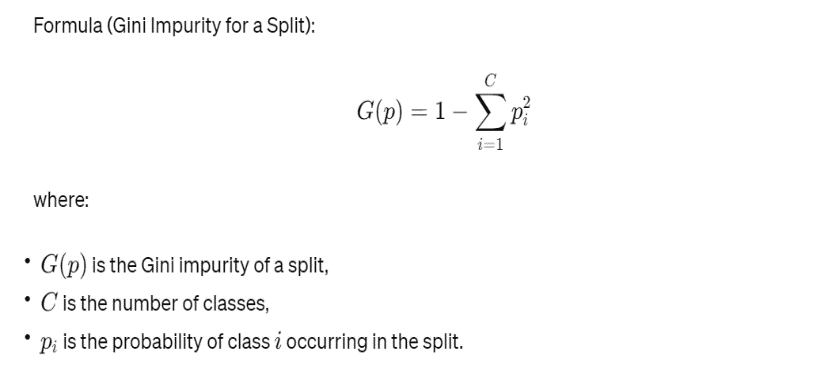 Formula (Gini Impurity for a Split):
G(p) = 1 − ∑_{i=1}^{C} p_i^2
where:
• G(p) is the Gini impurity of a split,
• C is the number of classes,
• p_i is the probability of class i occurring in the split.